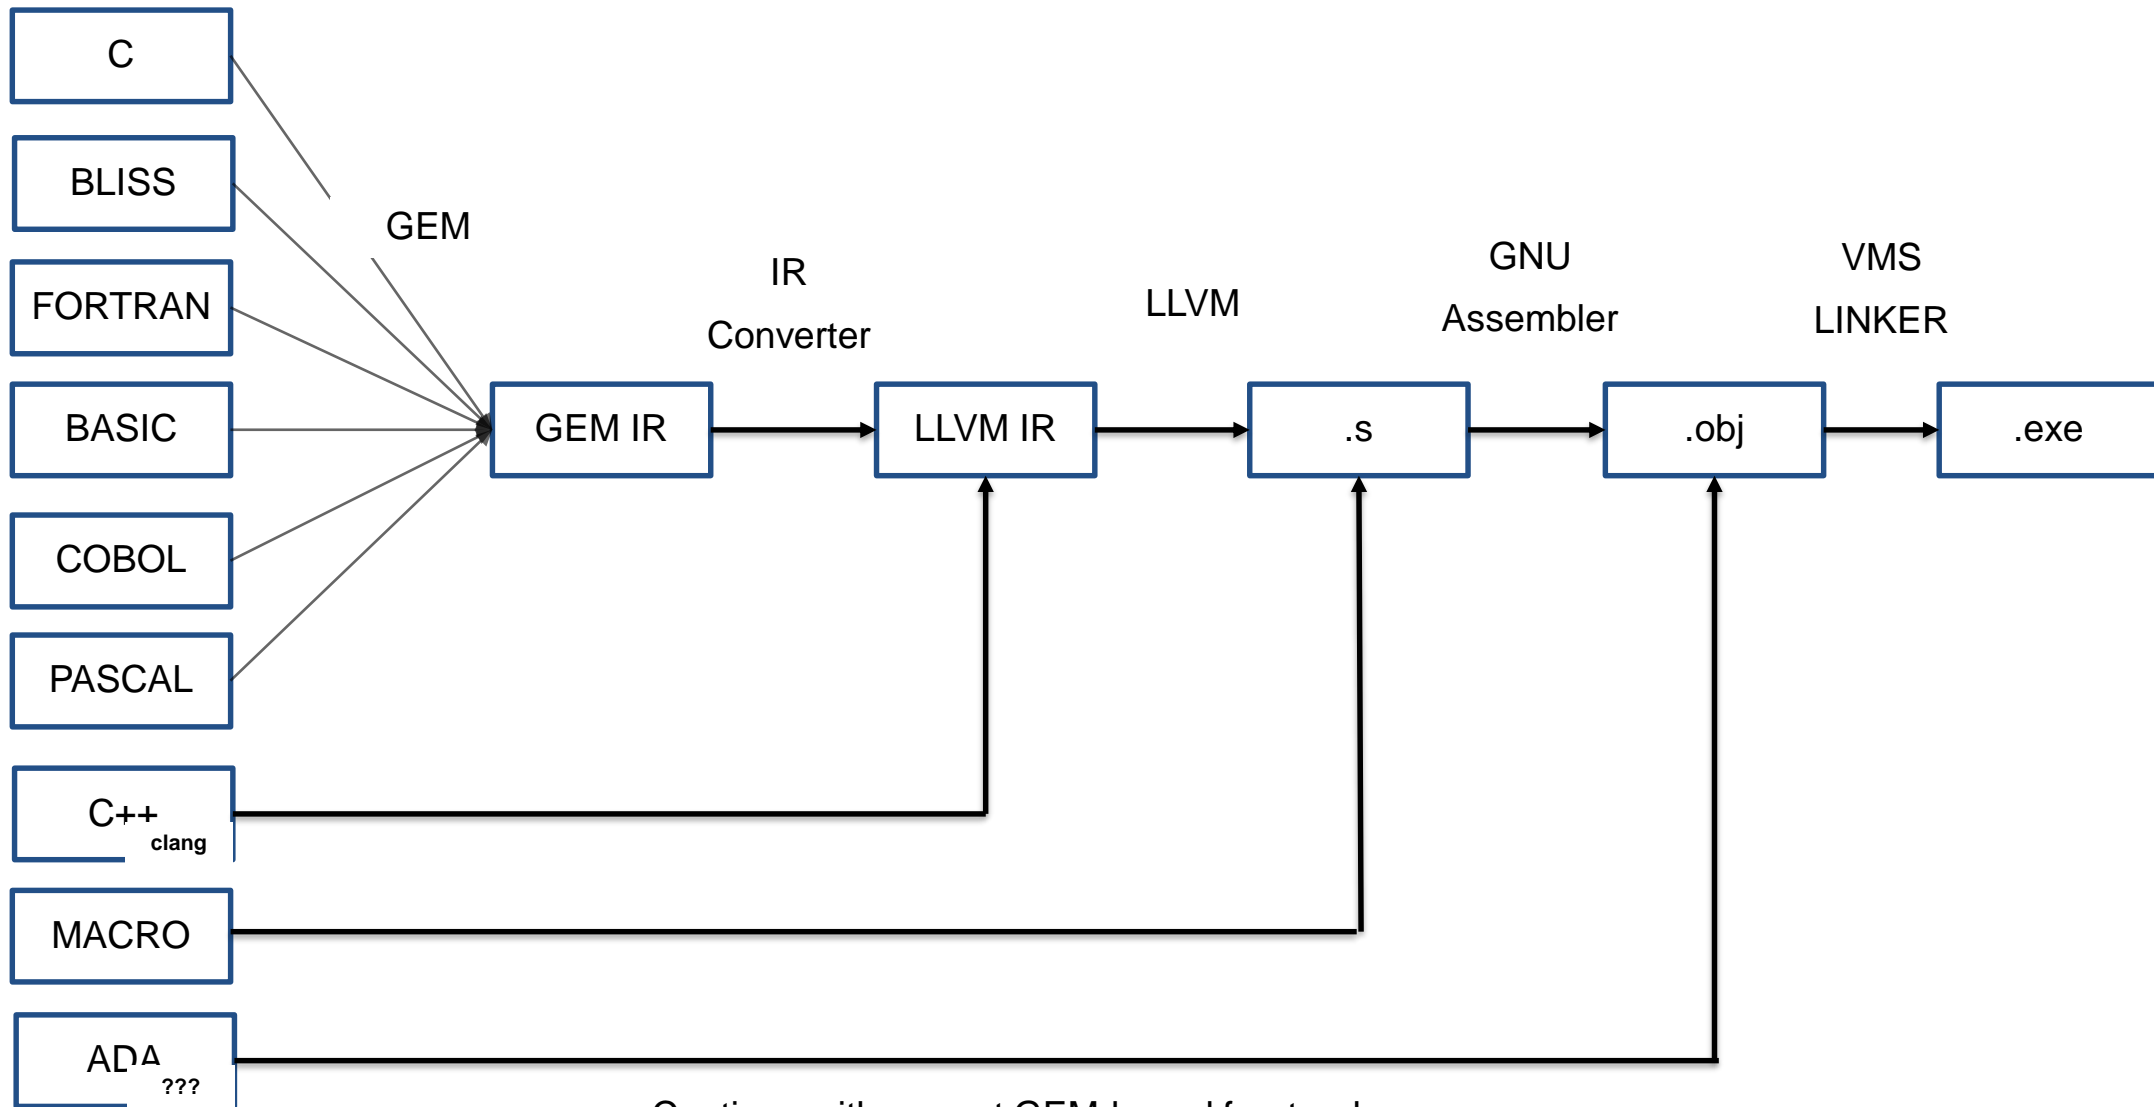 C
BLISS
FORTRAN
BASIC
COBOL
PASCAL
C++
clang
MACRO
ADA
???
GEM
IR
Converter
LLVM
GNU
Assembler
VMS
LINKER
GEM IR
LLVM IR
.s
.obj
.exe